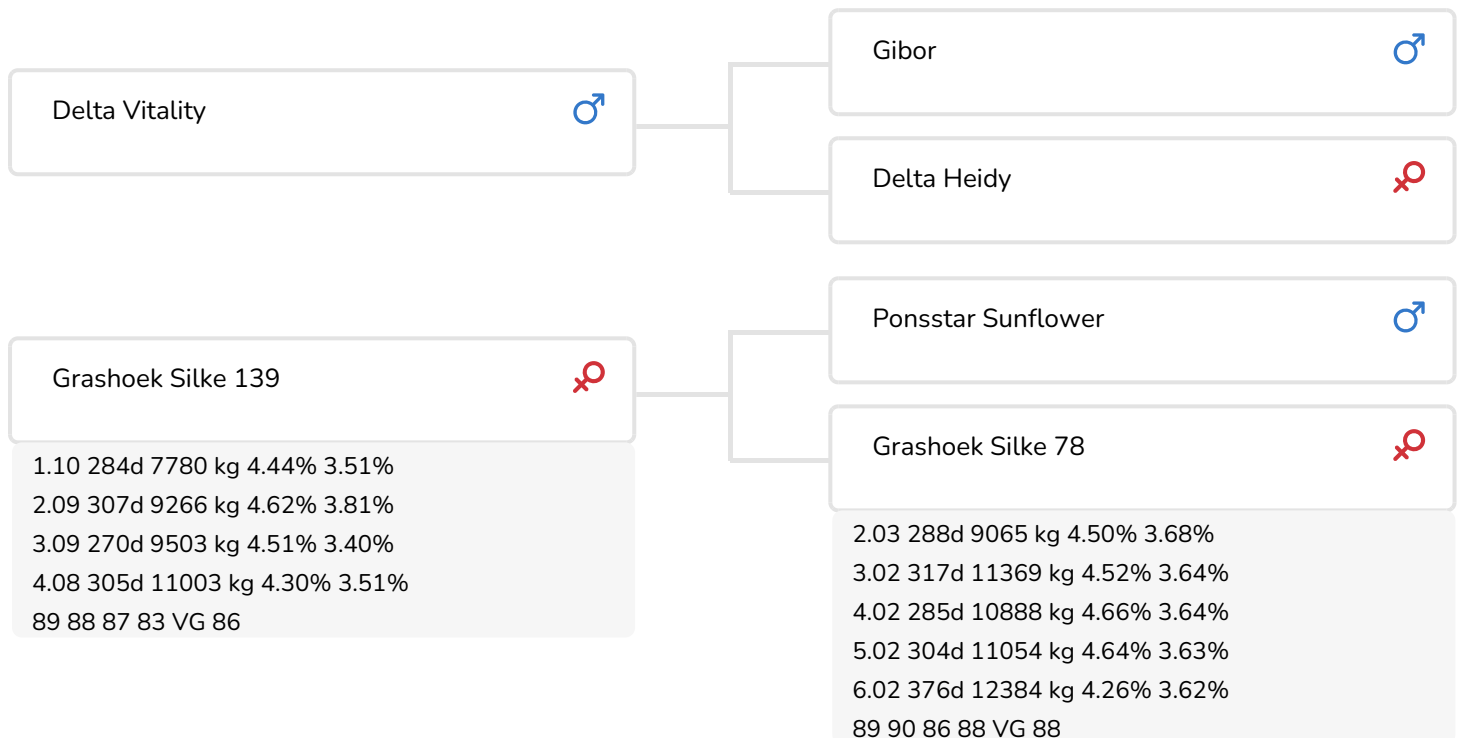 Gibor
Delta Vitality
Delta Heidy
Ponsstar Sunflower
Grashoek Silke 139
1.10 284d 7780 kg 4.44% 3.51%
2.09 307d 9266 kg 4.62% 3.81%
3.09 270d 9503 kg 4.51% 3.40%
4.08 305d 11003 kg 4.30% 3.51%
89 88 87 83 VG 86
Grashoek Silke 78
2.03 288d 9065 kg 4.50% 3.68%
3.02 317d 11369 kg 4.52% 3.64%
4.02 285d 10888 kg 4.66% 3.64%
5.02 304d 11054 kg 4.64% 3.63%
6.02 376d 12384 kg 4.26% 3.62%
89 90 86 88 VG 88